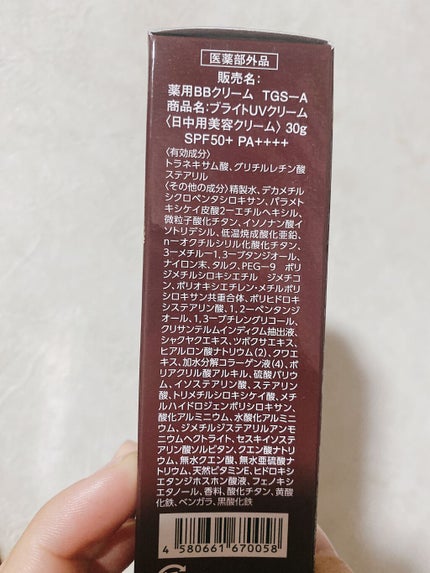 医薬部外品
販売名：
薬用BBクリーム　TGS－A
商品名：ブライトUVクリーム
〈日中用美容クリーム〉30g
SPF50+ PA++++
〈有効成分〉
トラネキサム酸、グリチルレチン酸
ステアリル
〈その他の成分〉精製水、デカメチル
シクロペンタシロキサン、パラメト
キシケイ皮酸2－エチルヘキシル、
微粒子酸化チタン、イソノナン酸イ
ソトリデシル、低温焼成酸化亜鉛、
n－オクチルシリル化酸化チタン、
3－メチル－1,3－ブタンジオール、
ナイロン末、タルク、PEG－9　ポリ
ジメチルシロキシエチル　ジメチコ
ン、ポリオキシエチレン・メチルポリ
シロキサン共重合体、ポリヒドロキ
システアリン酸、1，2－ペンタンジ
オール、1,3－ブチレングリコール、
クリサンテルムインディクム抽出液、
シャクヤクエキス、ツボクサエキス、
ヒアルロン酸ナトリウム(2)、クワエ
キス、加水分解コラーゲン液(4)、ポ
リアクリル酸アルキル、硫酸バリウ
ム、イソステアリン酸、ステアリン
酸、トリメチルシロキシケイ酸、メチ
ルハイドロジェンポリシロキサン、
酸化アルミニウム、水酸化アルミニ
ウム、ジメチルジステアリルアンモ
ニウムヘクトライト、セスキイソステ
アリン酸ソルビタン、クエン酸ナトリ
ウム、無水クエン酸、無水亜硫酸ナ
トリウム、天然ビタミンE、ヒドロキシ
エタンジホスホン酸液、フェノキシ
エタノール、香料、酸化チタン、黄酸
化鉄、ベンガラ、黒酸化鉄
4 580661 670058